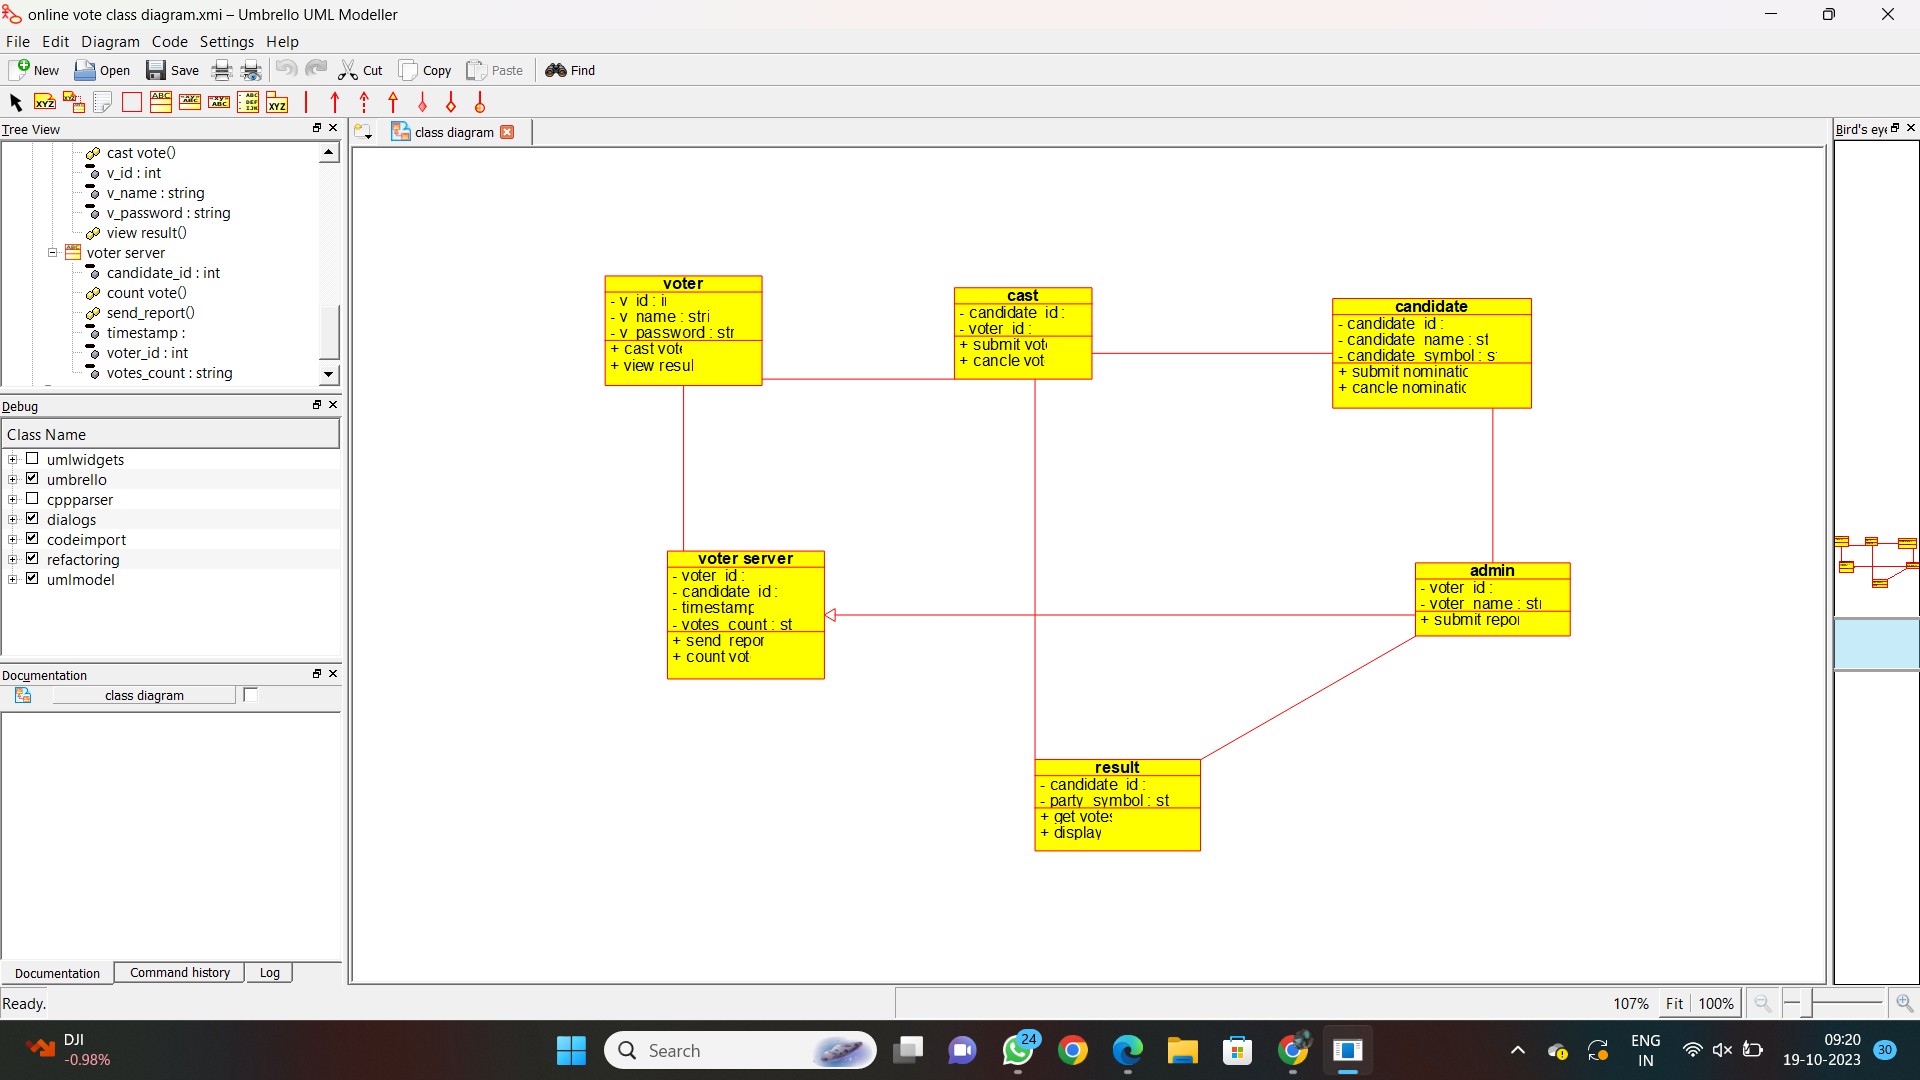 online vote class diagram.xmi – Umbrello UML Modeller
File Edit Diagram Code Settings Help
New Open Save Cut Copy Paste Find
Tree View
cast vote()
v_id : int
v_name : string
v_password : string
view result()
voter server
candidate_id : int
count vote()
send_report()
timestamp :
voter_id : int
votes_count : string
Debug
Class Name
umlwidgets
umbrello
cppparser
dialogs
codeimport
refactoring
umlmodel
Documentation
class diagram
Documentation Command history Log
Ready.
class diagram
Bird's eye
voter
- v_id : i
- v_name : stri
- v_password : str
+ cast vote
+ view resul
cast
- candidate_id :
- voter_id :
+ submit vot
+ cancle vot
candidate
- candidate_id :
- candidate_name : st
- candidate_symbol : s
+ submit nominatic
+ cancle nominatic
voter server
- voter_id :
- candidate_id :
- timestamp
- votes_count : st
+ send_repor
+ count vot
admin
- voter_id :
- voter_name : stri
+ submit repor
result
- candidate_id :
- party_symbol : st
+ get votes
+ display
107% Fit 100%
DJI
-0.98%
Search
24
ENG
IN
09:20
19-10-2023
30